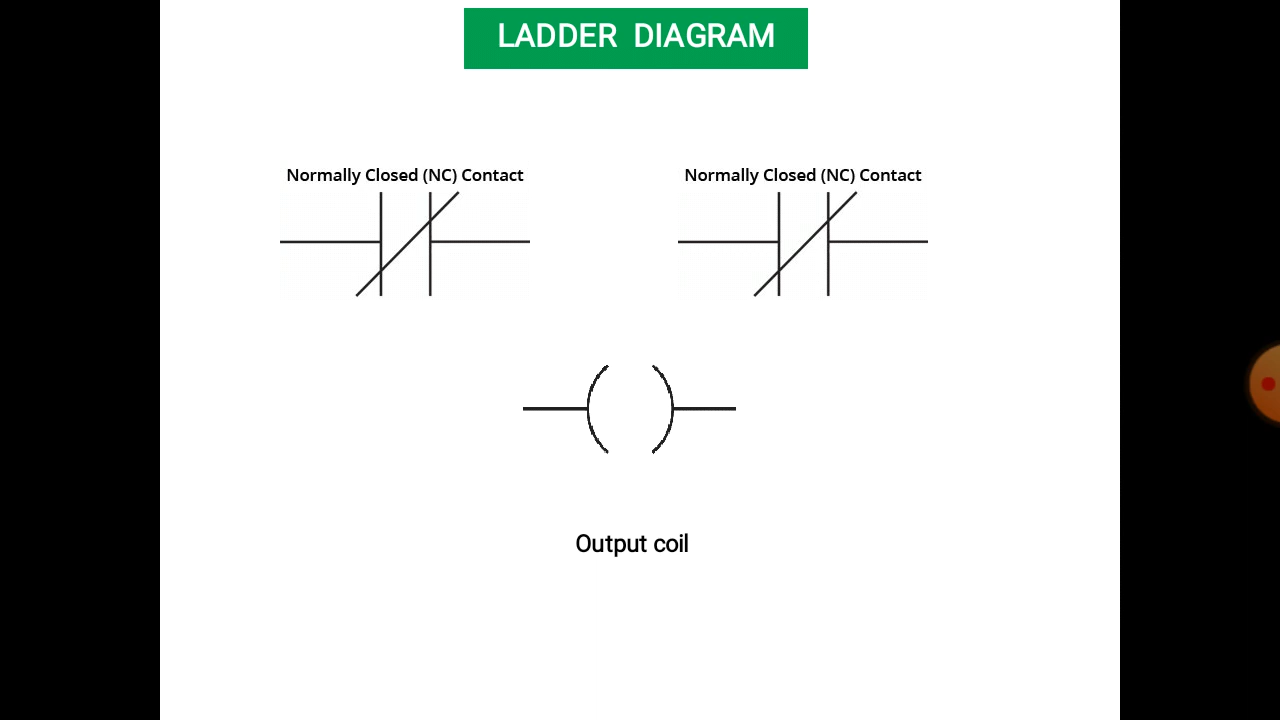 LADDER DIAGRAM
Normally Closed (NC) Contact
Normally Closed (NC) Contact
Output coil